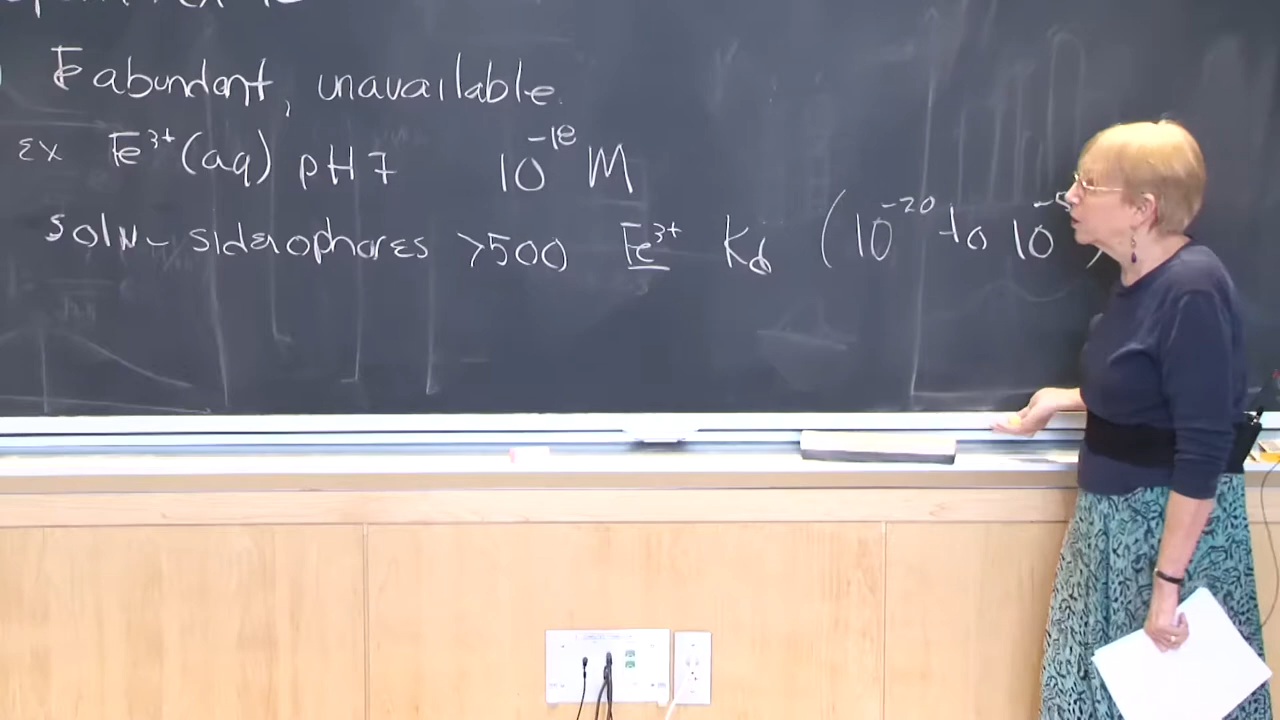 Fe abundant, unavailable.
Ex Fe³⁺(aq) pH 7 10⁻¹⁸ M
soln - siderophores >500 Fe³⁺ Kd (10⁻²⁰ to 10